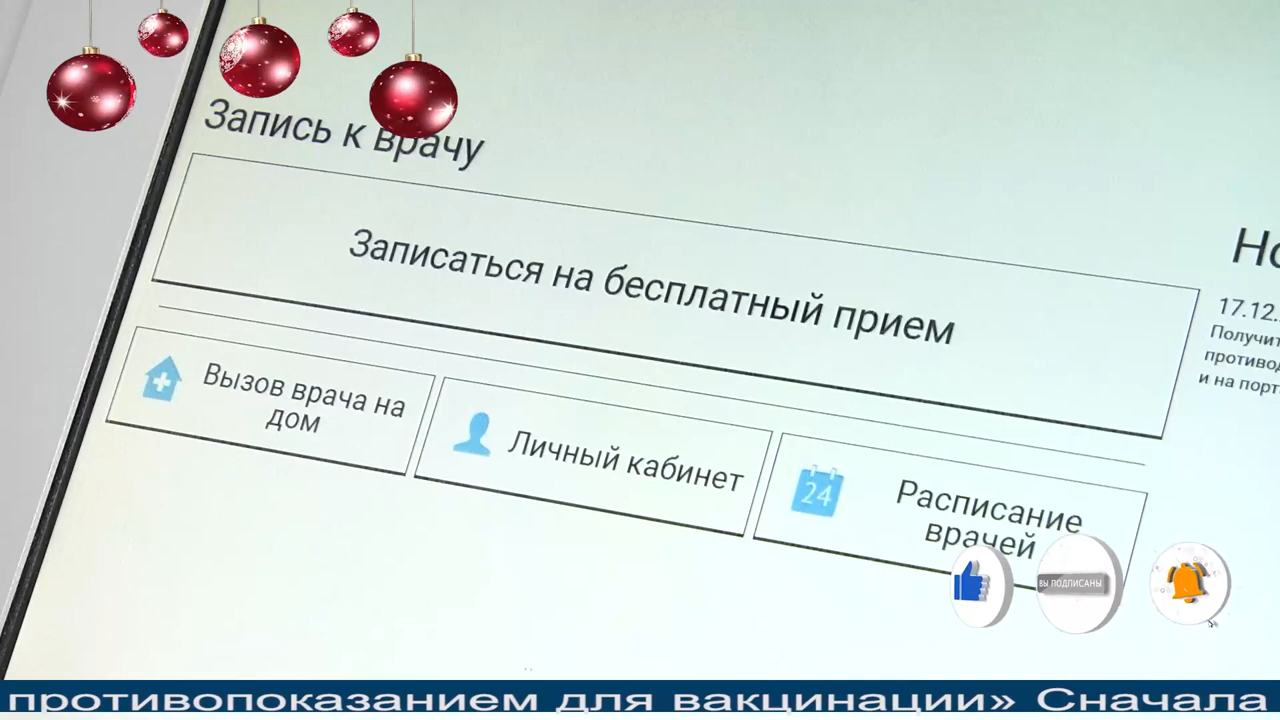 Запись к врачу
Записаться на бесплатный прием
Вызов врача на
дом
Личный кабинет
24
Расписание
врачей
17.12.
и на
ВЫ ПОДПИСАНЫ
противопоказанием для вакцинации» Сначала